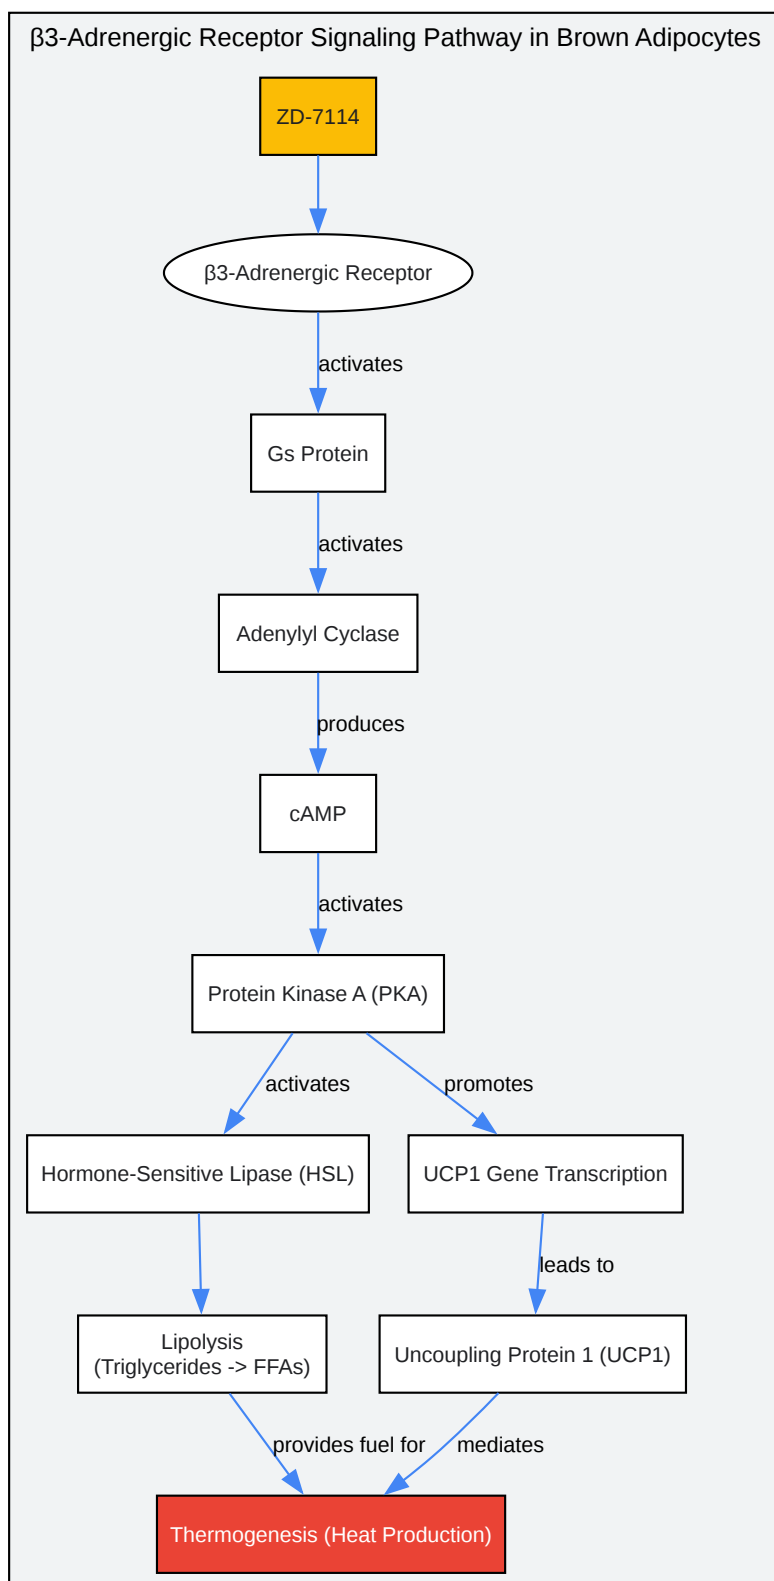 β3-Adrenergic Receptor Signaling Pathway in Brown Adipocytes
ZD-7114
β3-Adrenergic Receptor
activates
Gs Protein
activates
Adenylyl Cyclase
produces
cAMP
activates
Protein Kinase A (PKA)
activates
promotes
Hormone-Sensitive Lipase (HSL)
UCP1 Gene Transcription
leads to
Lipolysis
(Triglycerides -> FFAs)
Uncoupling Protein 1 (UCP1)
provides fuel for
mediates
Thermogenesis (Heat Production)